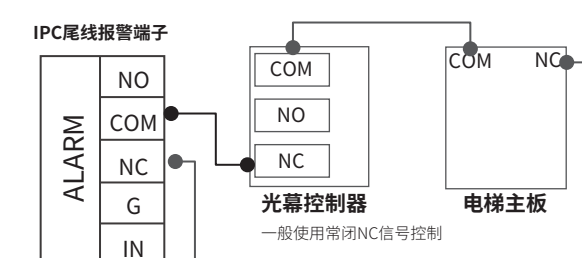 IPC尾线报警端子
ALARM
NO
COM
NC
G
IN
COM
NO
NC
光幕控制器
一般使用常闭NC信号控制
COM
NC
电梯主板